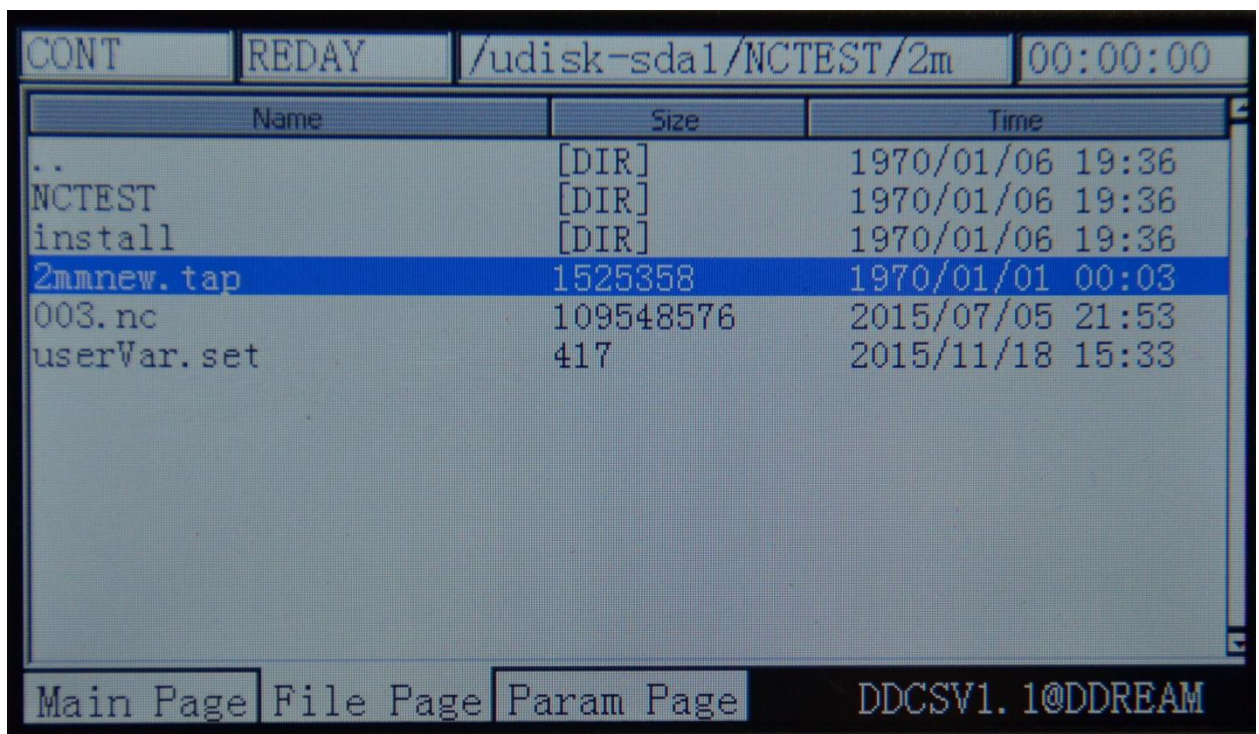 CONT REDAY /udisk-sda1/NCTEST/2m 00:00:00
Name Size Time
.. [DIR] 1970/01/06 19:36
NCTEST [DIR] 1970/01/06 19:36
install [DIR] 1970/01/06 19:36
2mmnew.tap 1525358 1970/01/01 00:03
003.nc 109548576 2015/07/05 21:53
userVar.set 417 2015/11/18 15:33
Main Page File Page Param Page DDCSV1.1@DDREAM